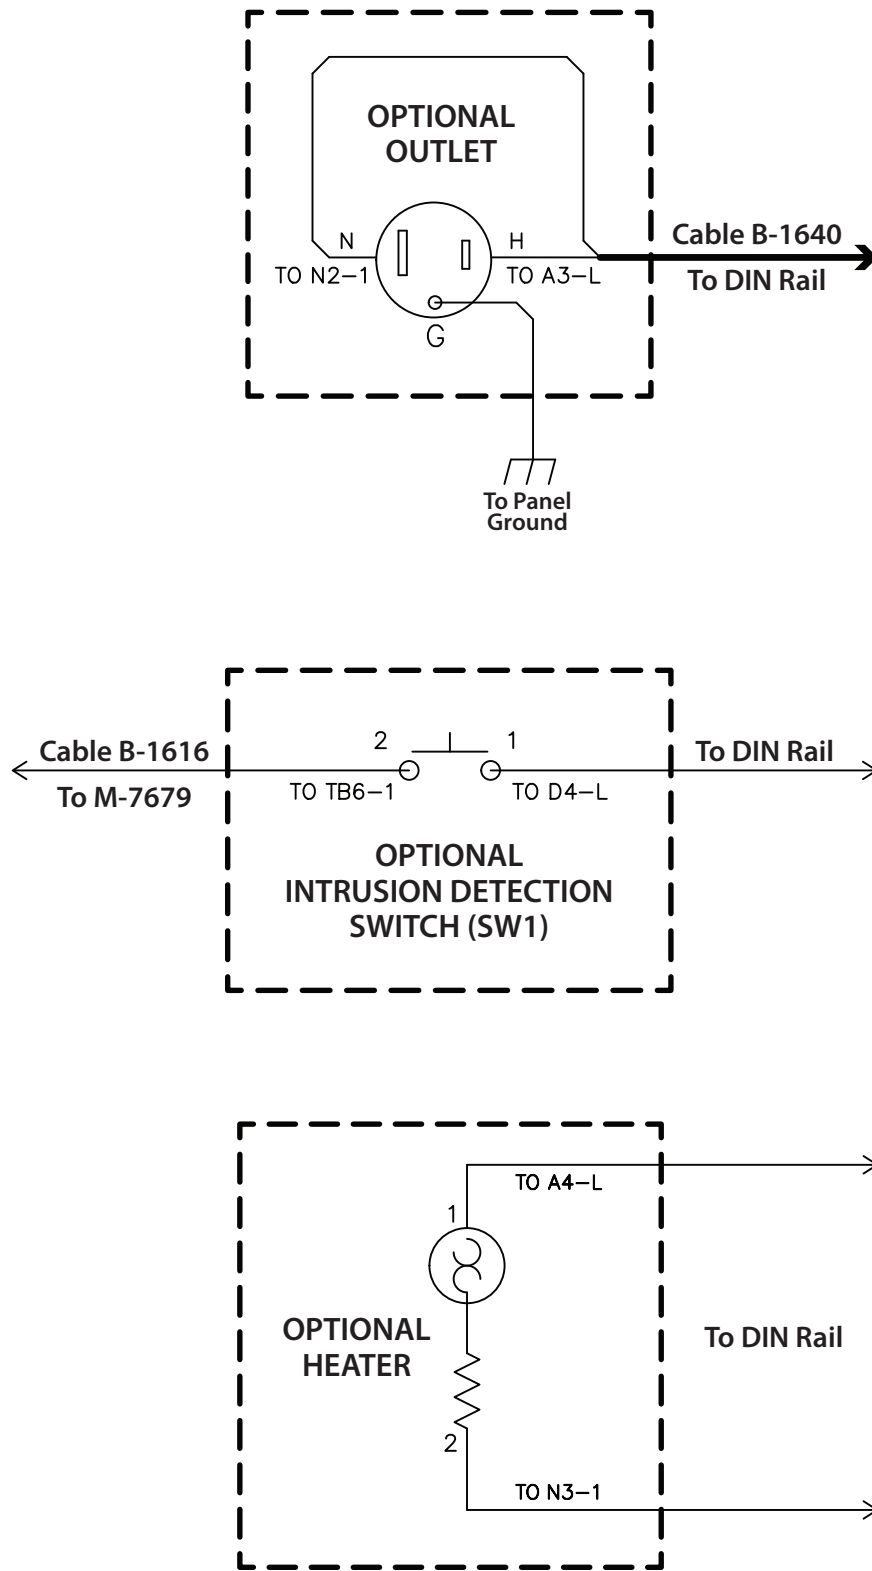 OPTIONAL
OUTLET
N
H
Cable B-1640
TO N2-1
TO A3-L
To DIN Rail
G
To Panel
Ground
Cable B-1616
2
1
To DIN Rail
To M-7679
TO TB6-1
TO D4-L
OPTIONAL
INTRUSION DETECTION
SWITCH (SW1)
TO A4-L
1
OPTIONAL
HEATER
To DIN Rail
2
TO N3-1